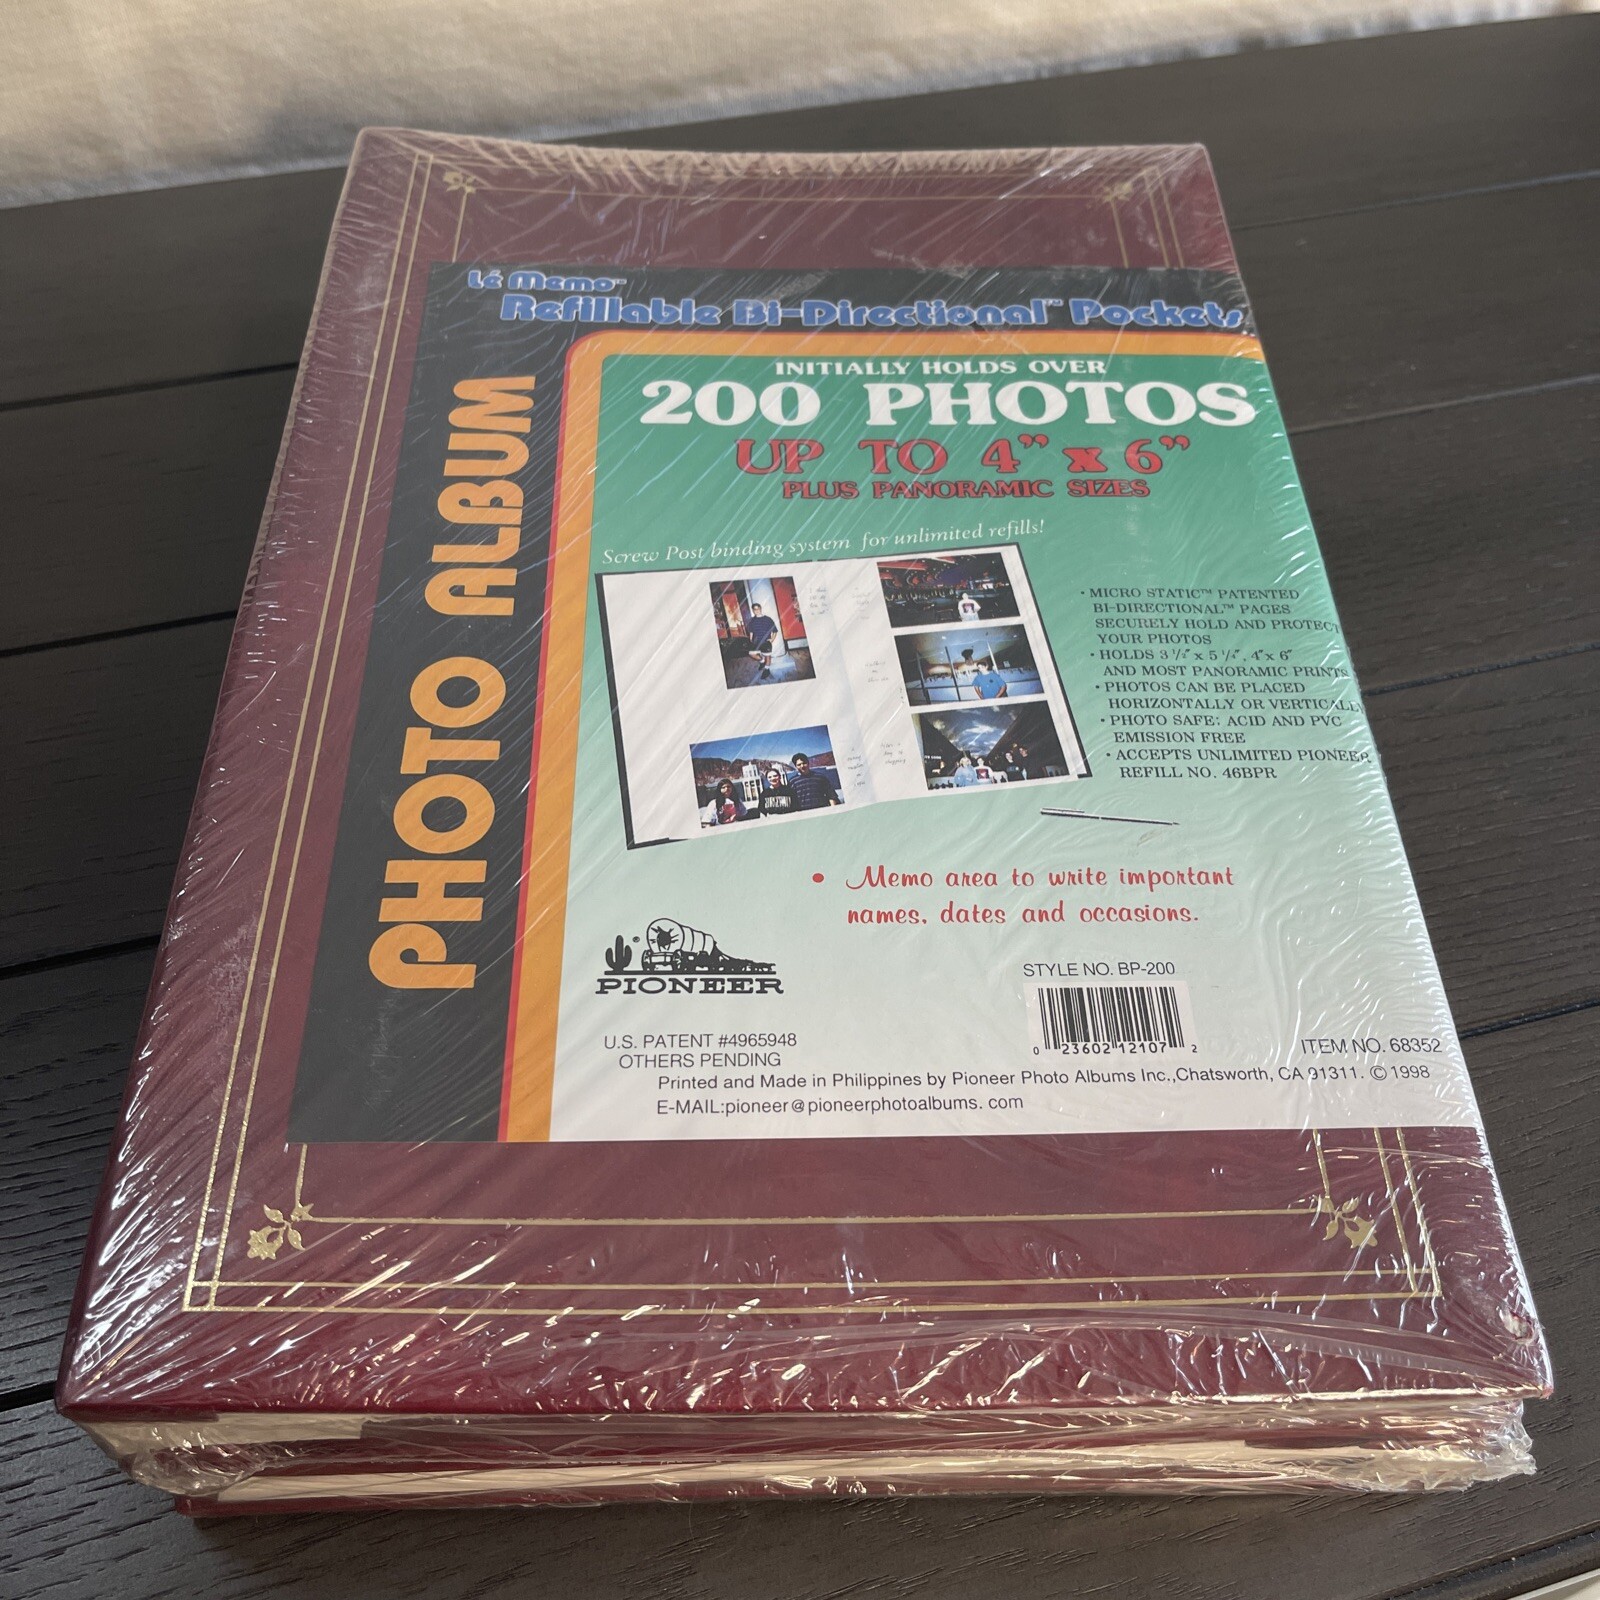 Lé Memo™
Refillable Bi-Directional™ Pockets
PHOTO ALBUM
INITIALLY HOLDS OVER
200 PHOTOS
UP TO 4” x 6”
PLUS PANORAMIC SIZES
Screw Post binding system for unlimited refills!
• MICRO STATIC™ PATENTED
BI-DIRECTIONAL™ PAGES
SECURELY HOLD AND PROTECT
YOUR PHOTOS
• HOLDS 3 1/2” x 5 1/4”, 4” x 6”
AND MOST PANORAMIC PRINTS
• PHOTOS CAN BE PLACED
HORIZONTALLY OR VERTICALLY
• PHOTO SAFE: ACID AND PVC
EMISSION FREE
• ACCEPTS UNLIMITED PIONEER
REFILL NO. 46BPR
• Memo area to write important
names, dates and occasions.
®
PIONEER
STYLE NO. BP-200
0 23602 12107 2
U.S. PATENT #4965948
OTHERS PENDING
ITEM NO. 68352
Printed and Made in Philippines by Pioneer Photo Albums Inc.,Chatsworth, CA 91311. ©1998
E-MAIL:pioneer@pioneerphotoalbums. com